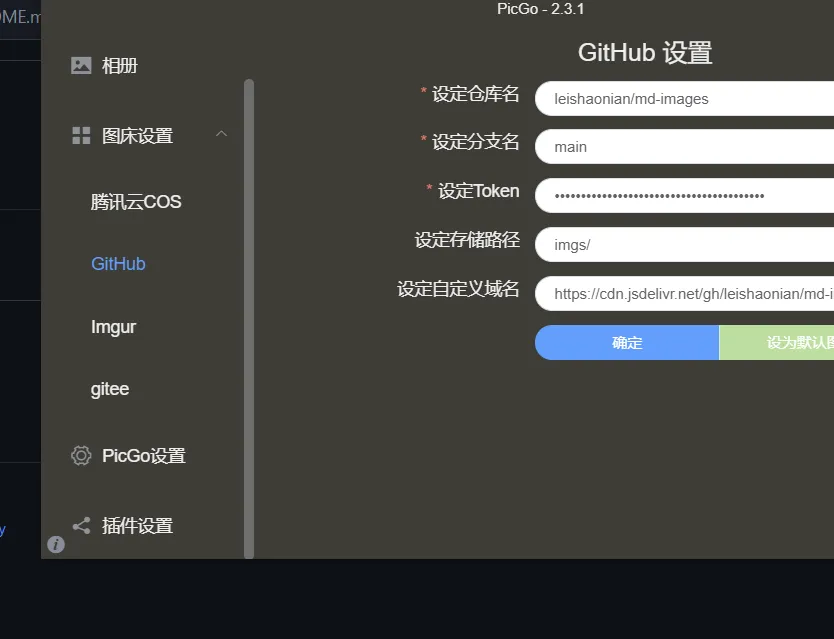 OME.m
PicGo - 2.3.1
相册
图床设置
腾讯云COS
GitHub
Imgur
gitee
PicGo设置
插件设置
y
GitHub 设置
* 设定仓库名
leishaonian/md-images
* 设定分支名
main
* 设定Token
••••••••••••••••••••••••••••••••••••••••
设定存储路径
imgs/
设定自定义域名
https://cdn.jsdelivr.net/gh/leishaonian/md-i
确定
设为默认图